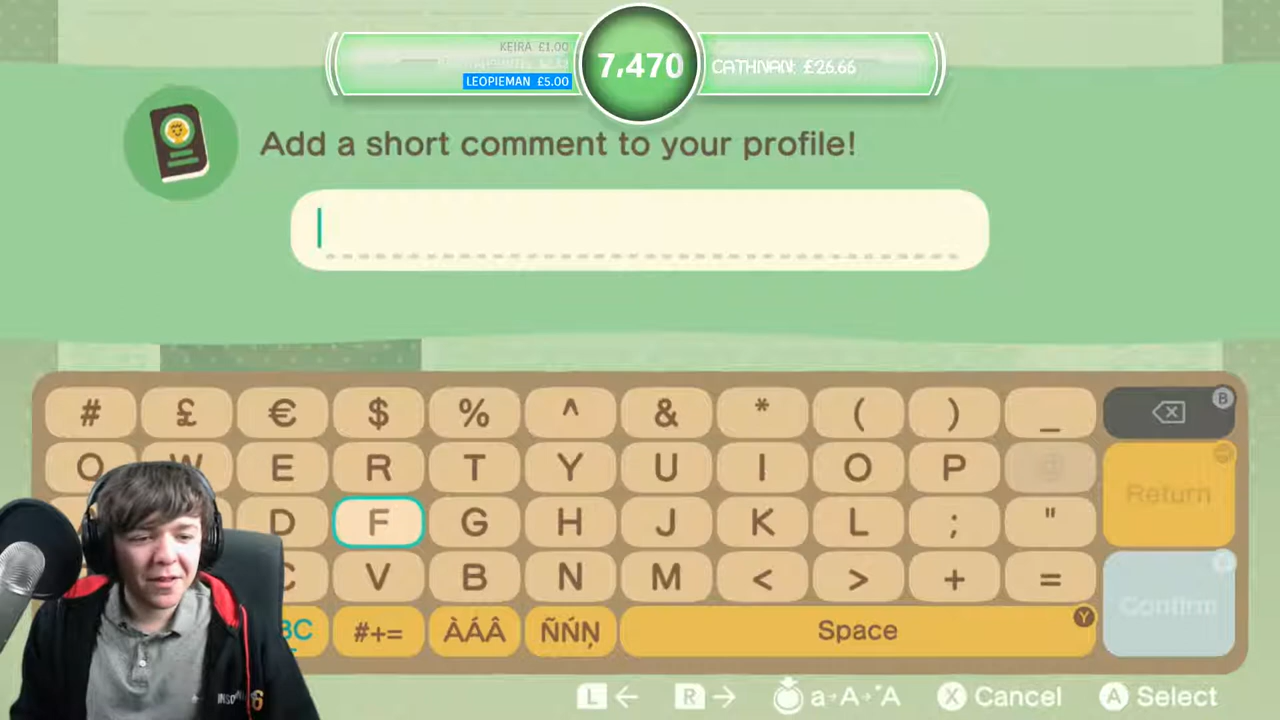 KEIRA £1.00
LEOPIEMAN £5.00
7,470
CATHNAN: £26.66
Add a short comment to your profile!
# £ € $ % ^ & * ( ) _ B
Q W E R T Y U I O P Return
D F G H J K L ; "
C V B N M < > + = Confirm
#+= ÀÁÂ ÑŃŅ Space Y
L ← R → a→A→*A X Cancel A Select